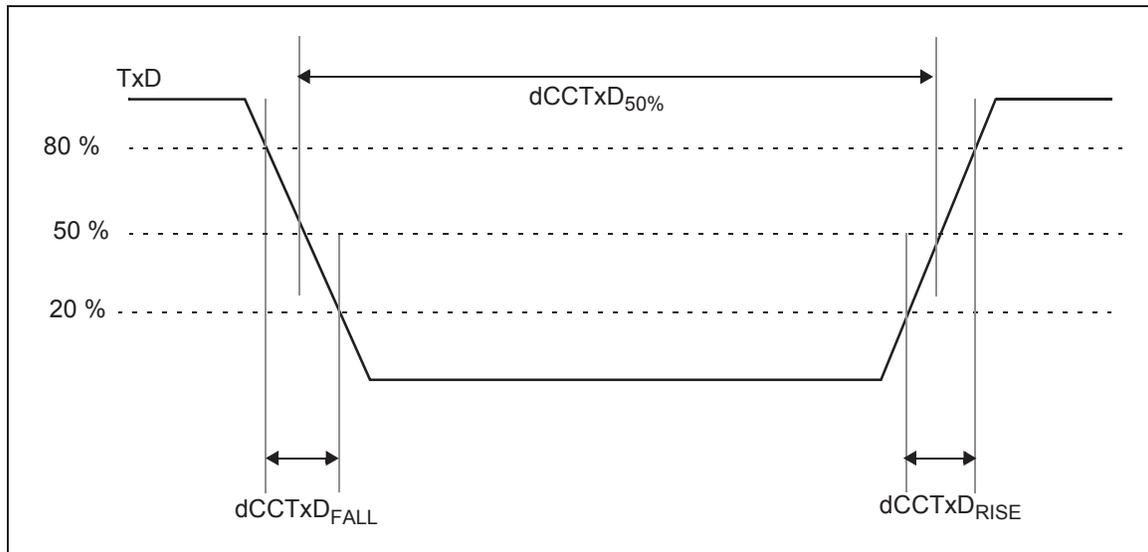 TxD
dCCTxD50%
80 %
50 %
20 %
dCCTxDFALL
dCCTxDRISE